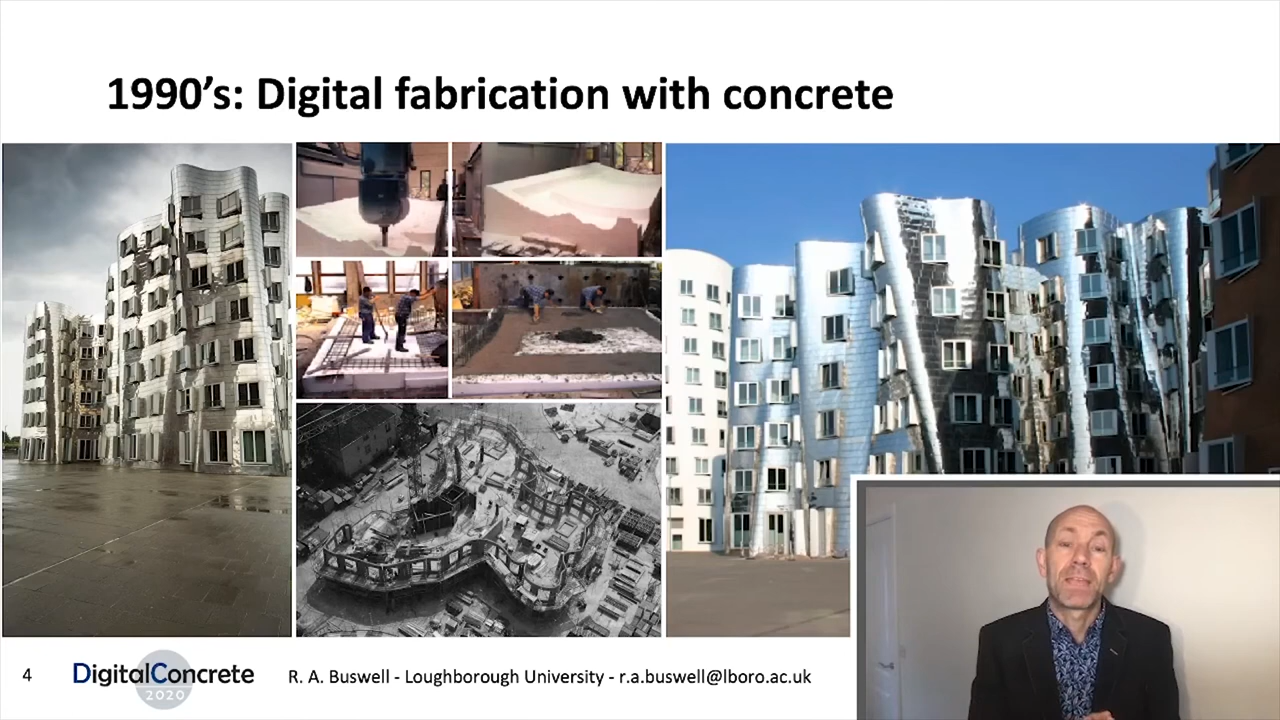 1990’s: Digital fabrication with concrete
4
DigitalConcrete
2020
R. A. Buswell - Loughborough University - r.a.buswell@lboro.ac.uk